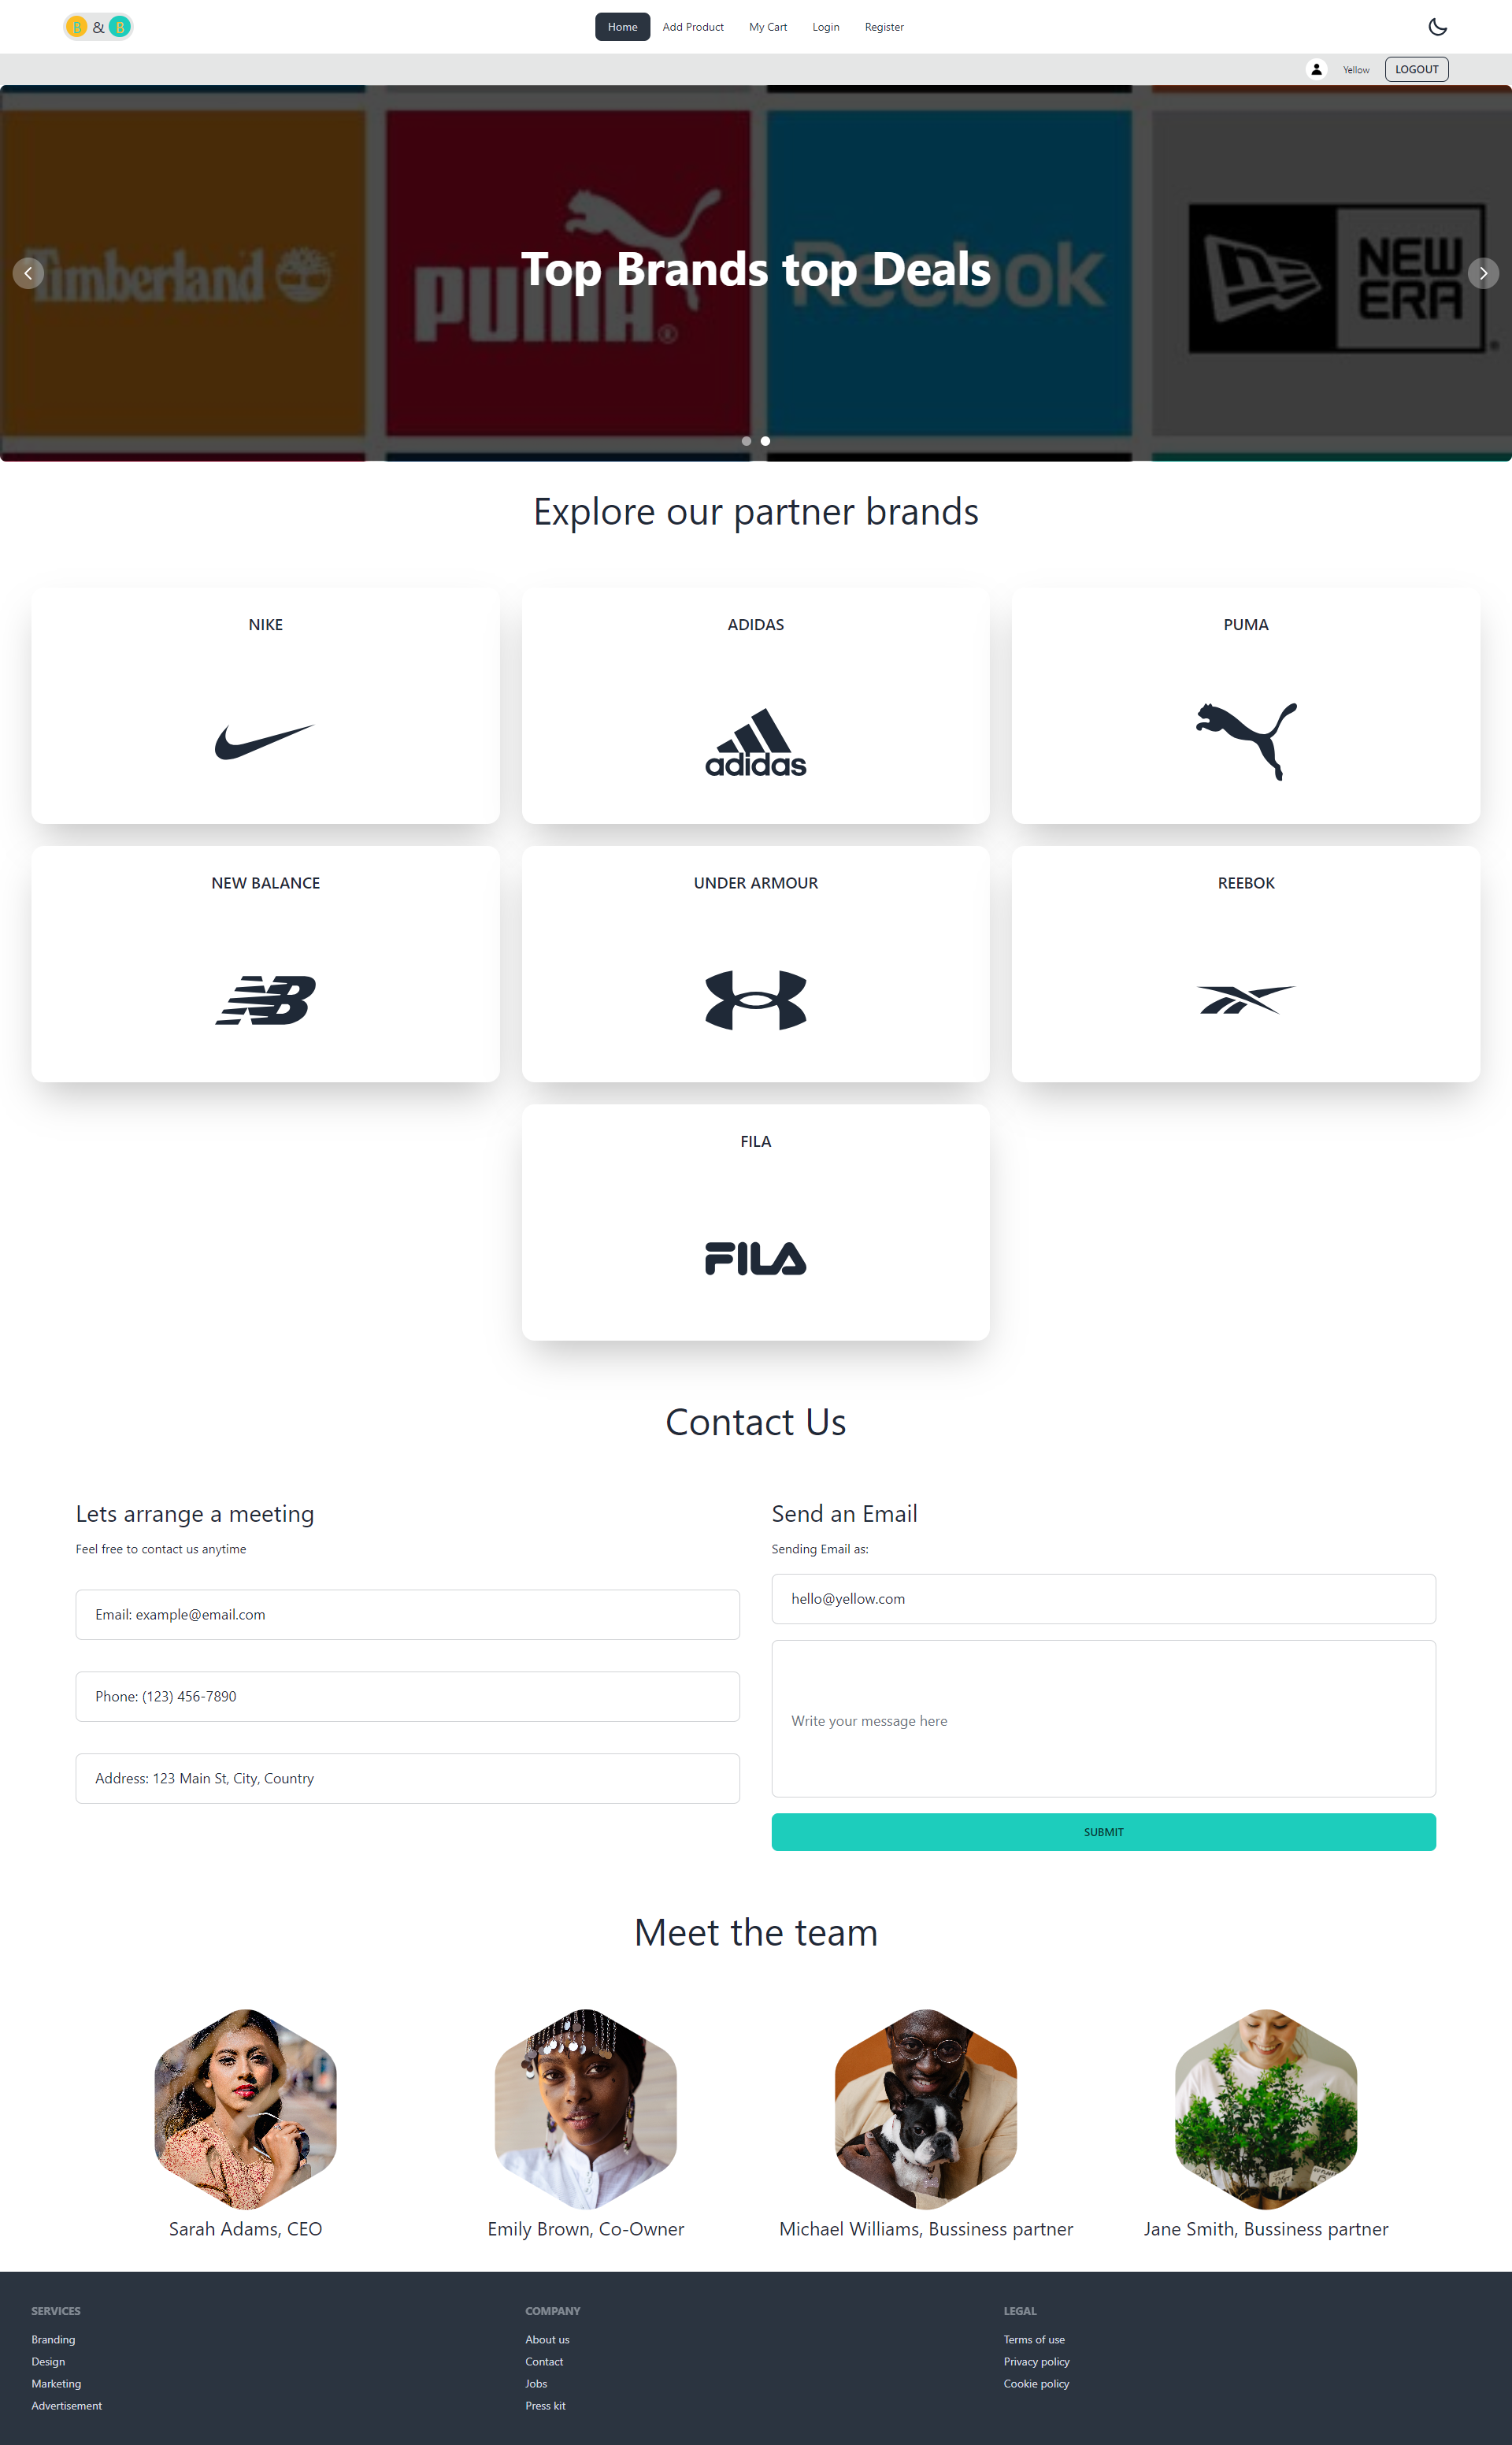 B & B
Home Add Product My Cart Login Register
Yellow LOGOUT
Timberland
PUMA
®
Reebok
NEW
ERA
Top Brands top Deals
Explore our partner brands
NIKE
ADIDAS
adidas
PUMA
NEW BALANCE
NB
UNDER ARMOUR
REEBOK
FILA
FILA
Contact Us
Lets arrange a meeting
Feel free to contact us anytime
Email: example@email.com
Phone: (123) 456-7890
Address: 123 Main St, City, Country
Send an Email
Sending Email as:
hello@yellow.com
Write your message here
SUBMIT
Meet the team
Sarah Adams, CEO
Emily Brown, Co-Owner
Michael Williams, Bussiness partner
Jane Smith, Bussiness partner
SERVICES
Branding
Design
Marketing
Advertisement
COMPANY
About us
Contact
Jobs
Press kit
LEGAL
Terms of use
Privacy policy
Cookie policy